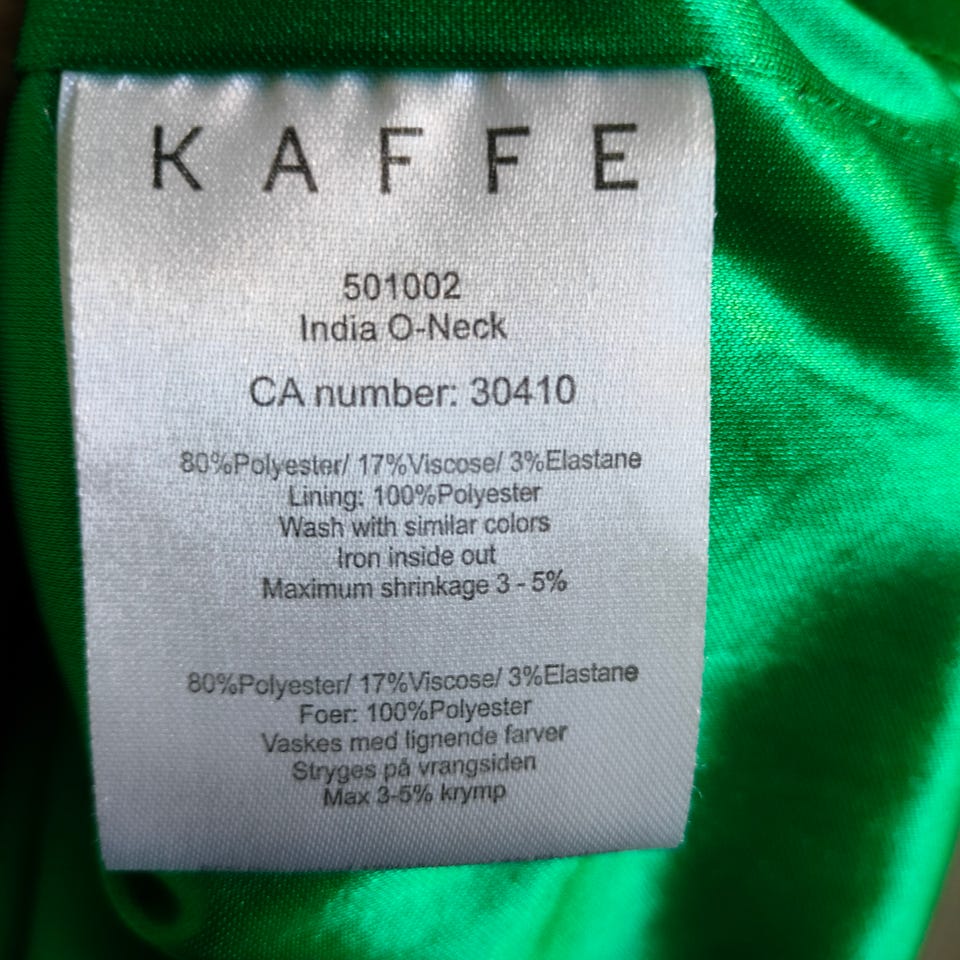 KAFFE
501002
India O-Neck
CA number: 30410
80%Polyester/ 17%Viscose/ 3%Elastane
Lining: 100%Polyester
Wash with similar colors
Iron inside out
Maximum shrinkage 3 - 5%
80%Polyester/ 17%Viscose/ 3%Elastane
Foer: 100%Polyester
Vaskes med lignende farver
Stryges på vrangsiden
Max 3-5% krymp